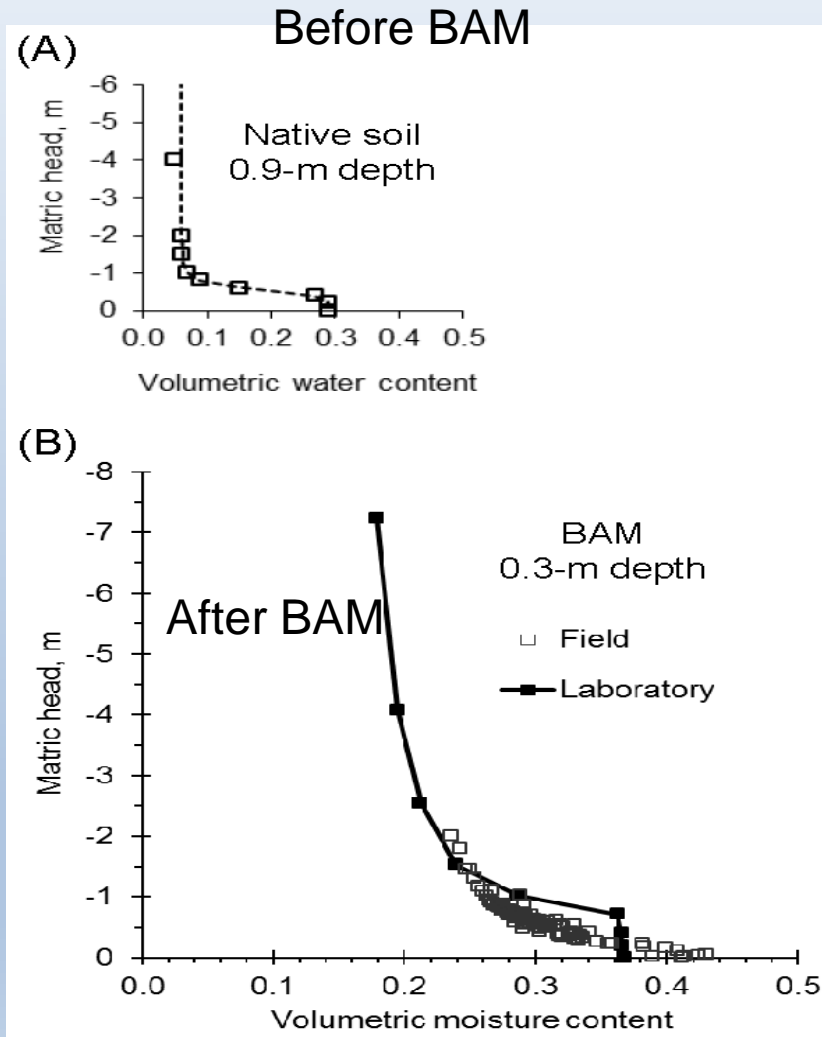 Before BAM
(A)
-6
-5
-4
-3
-2
-1
0
Matric head, m
Native soil
0.9-m depth
0.0 0.1 0.2 0.3 0.4 0.5
Volumetric water content
(B)
-8
-7
-6
-5
-4
-3
-2
-1
0
Matric head, m
BAM
0.3-m depth
After BAM
Field
Laboratory
0.0 0.1 0.2 0.3 0.4 0.5
Volumetric moisture content